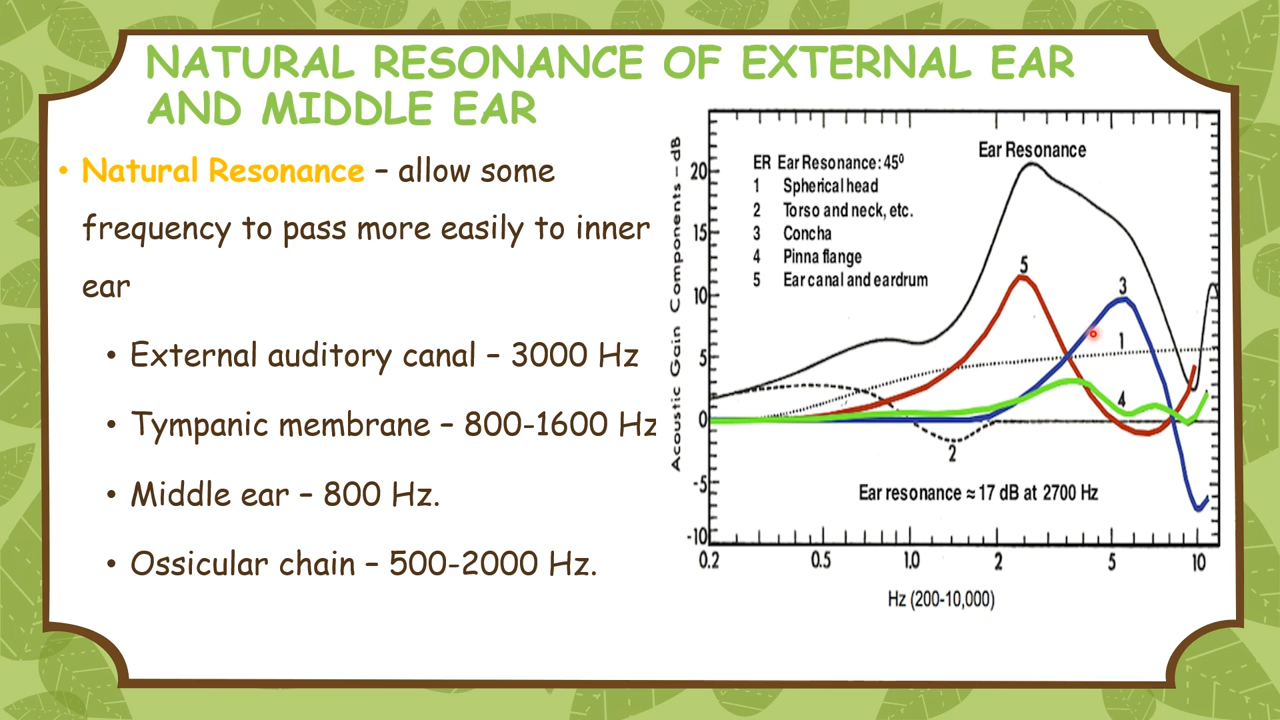 NATURAL RESONANCE OF EXTERNAL EAR
AND MIDDLE EAR
• Natural Resonance – allow some
frequency to pass more easily to inner
ear
• External auditory canal – 3000 Hz
• Tympanic membrane – 800-1600 Hz
• Middle ear – 800 Hz.
• Ossicular chain – 500-2000 Hz.
Acoustic Gain Components – dB
20
15
10
5
0
-5
-10
Ear Resonance
ER Ear Resonance: 45⁰
1 Spherical head
2 Torso and neck, etc.
3 Concha
4 Pinna flange
5 Ear canal and eardrum
5
3
1
4
2
Ear resonance ≈ 17 dB at 2700 Hz
0.2 0.5 1.0 2 5 10
Hz (200-10,000)